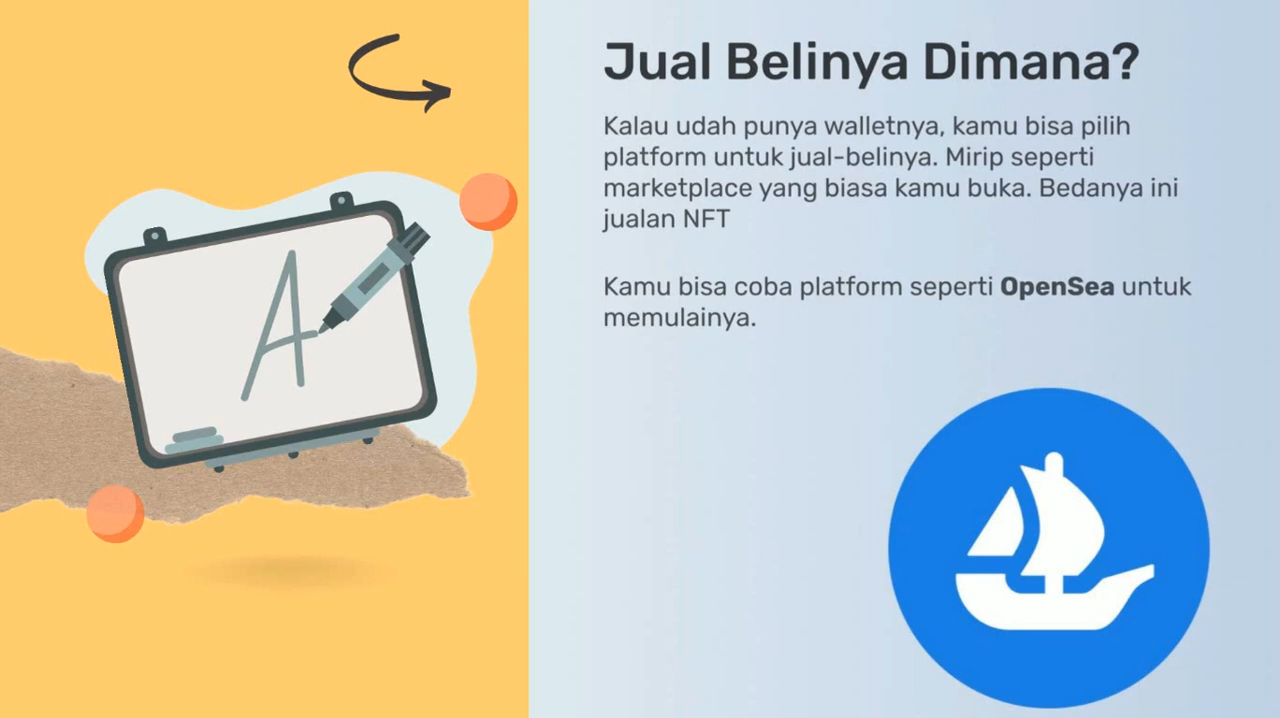 Jual Belinya Dimana?
Kalau udah punya walletnya, kamu bisa pilih
platform untuk jual-belinya. Mirip seperti
marketplace yang biasa kamu buka. Bedanya ini
jualan NFT
Kamu bisa coba platform seperti OpenSea untuk
memulainya.
A